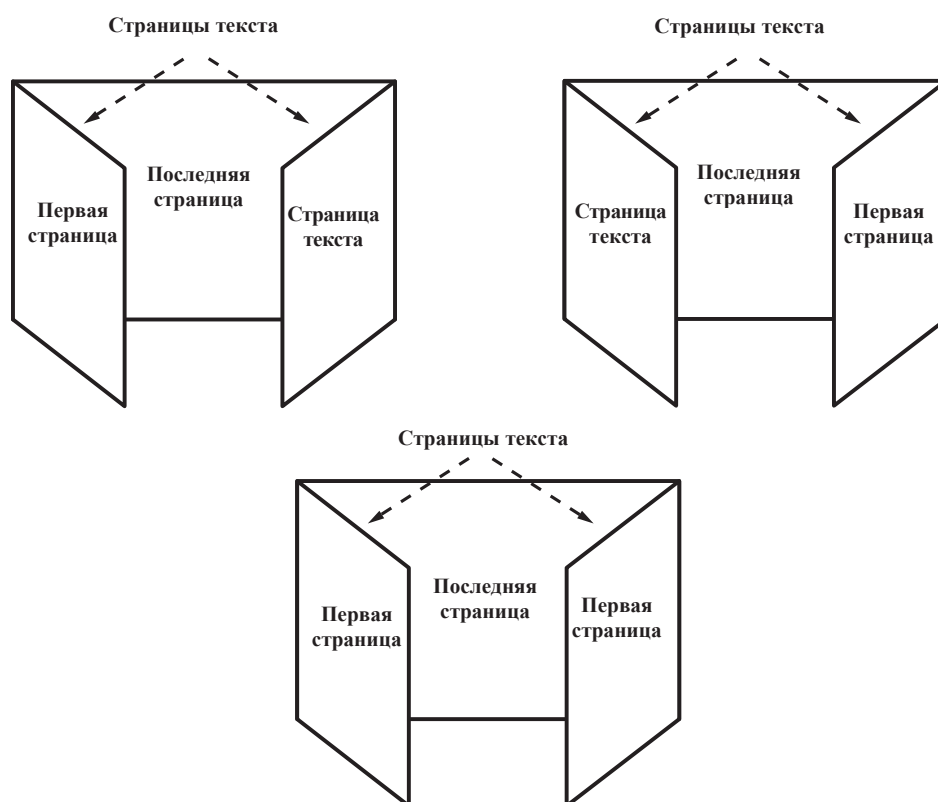 Страницы текста
Последняя
страница
Первая
страница
Страница
текста
Страницы текста
Последняя
страница
Страница
текста
Первая
страница
Страницы текста
Последняя
страница
Первая
страница
Первая
страница